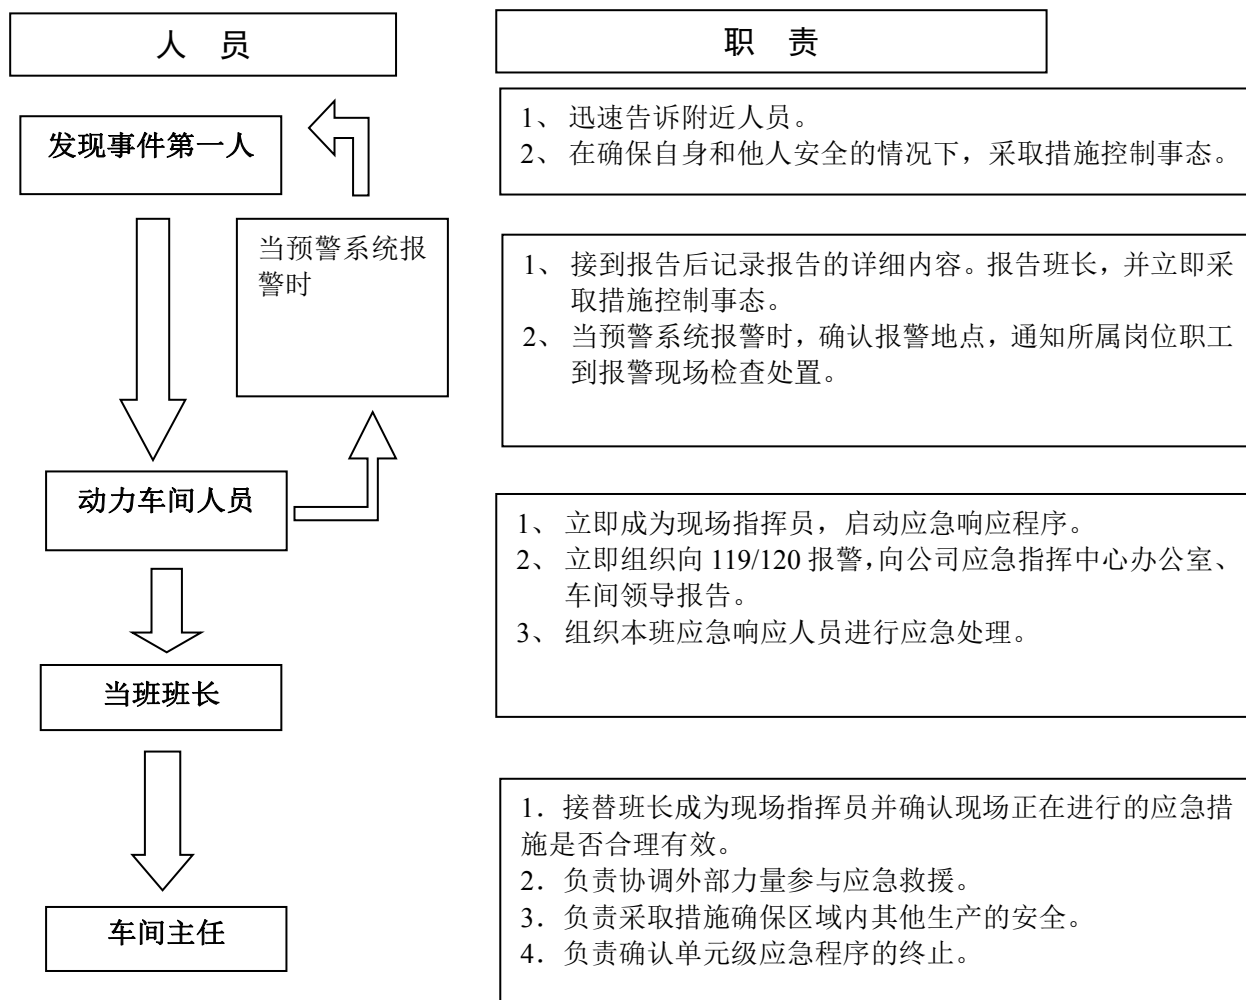 人 员
职 责
发现事件第一人
1、 迅速告诉附近人员。
2、 在确保自身和他人安全的情况下，采取措施控制事态。
当预警系统报
警时
1、 接到报告后记录报告的详细内容。报告班长，并立即采
取措施控制事态。
2、 当预警系统报警时，确认报警地点，通知所属岗位职工
到报警现场检查处置。
动力车间人员
1、 立即成为现场指挥员，启动应急响应程序。
2、 立即组织向 119/120 报警，向公司应急指挥中心办公室、
车间领导报告。
3、 组织本班应急响应人员进行应急处理。
当班班长
1．接替班长成为现场指挥员并确认现场正在进行的应急措
施是否合理有效。
2．负责协调外部力量参与应急救援。
3．负责采取措施确保区域内其他生产的安全。
4．负责确认单元级应急程序的终止。
车间主任